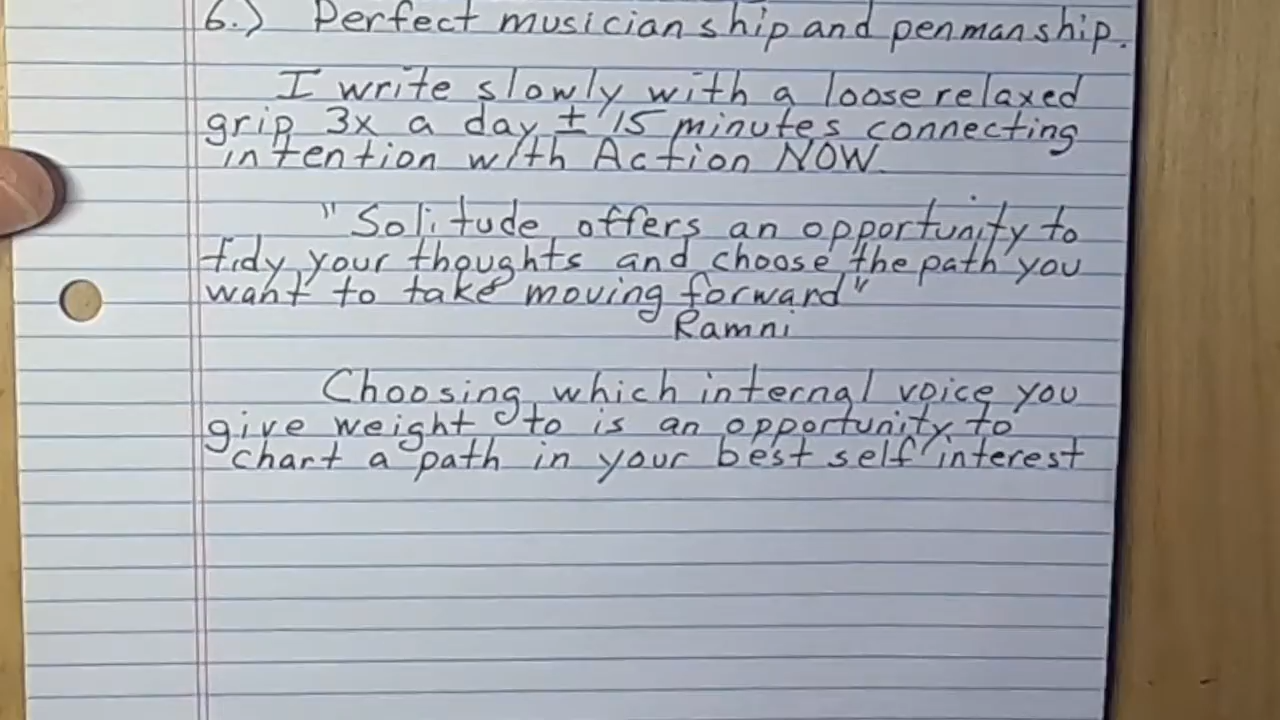 6.) Perfect musicianship and penmanship.
I write slowly with a loose relaxed
grip 3x a day ± 15 minutes connecting
intention with Action NOW.
"Solitude offers an opportunity to
tidy your thoughts and choose the path you
want to take moving forward"
Ramni
Choosing which internal voice you
give weight to is an opportunity to
chart a path in your best self interest